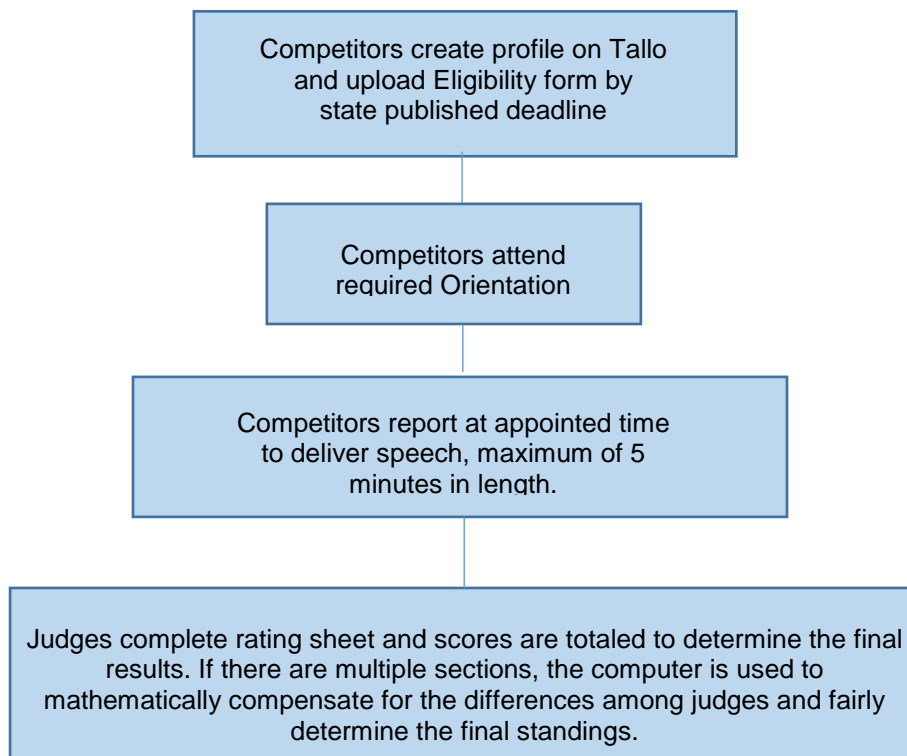 Competitors create profile on Tallo
and upload Eligibility form by
state published deadline
Competitors attend
required Orientation
Competitors report at appointed time
to deliver speech, maximum of 5
minutes in length.
Judges complete rating sheet and scores are totaled to determine the final
results. If there are multiple sections, the computer is used to
mathematically compensate for the differences among judges and fairly
determine the final standings.